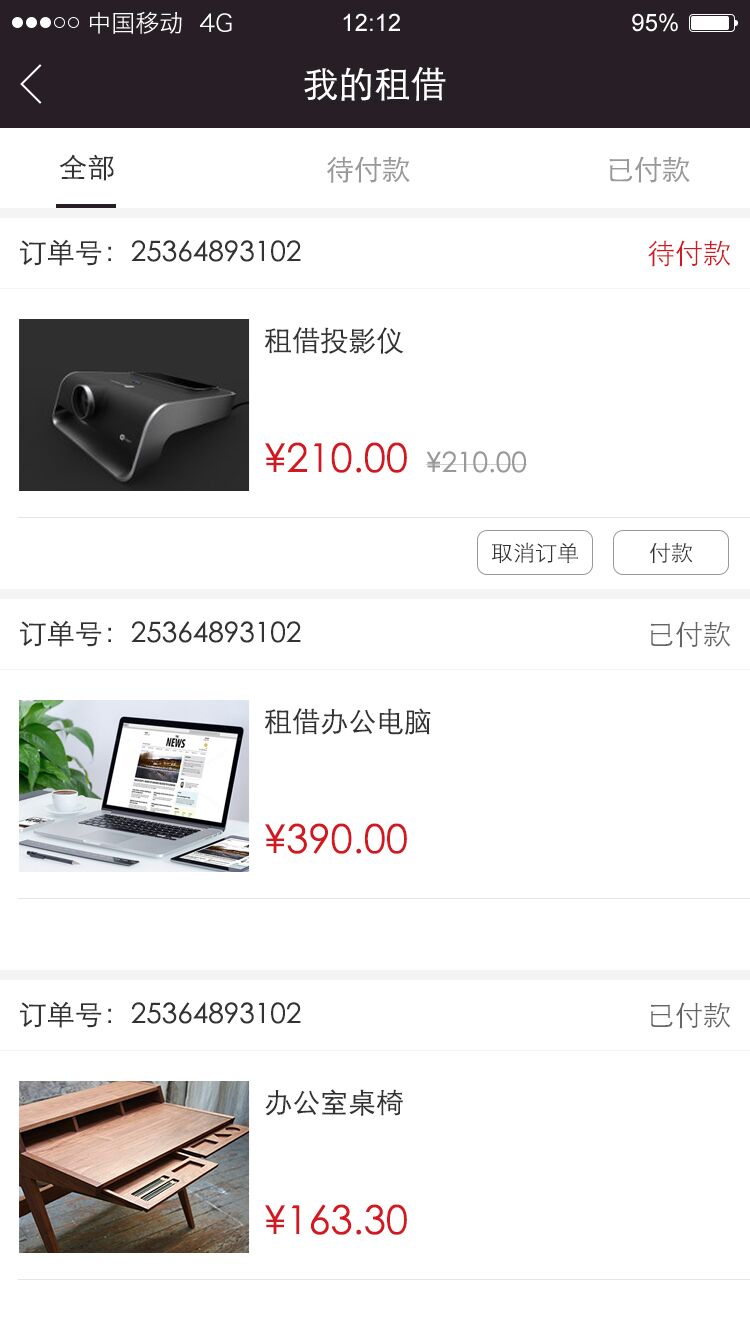 中国移动 4G 12:12 95%
我的租借
全部 待付款 已付款
订单号：25364893102 待付款
租借投影仪
¥210.00 ¥210.00
取消订单 付款
订单号：25364893102 已付款
NEWS
租借办公电脑
¥390.00
订单号：25364893102 已付款
办公室桌椅
¥163.30